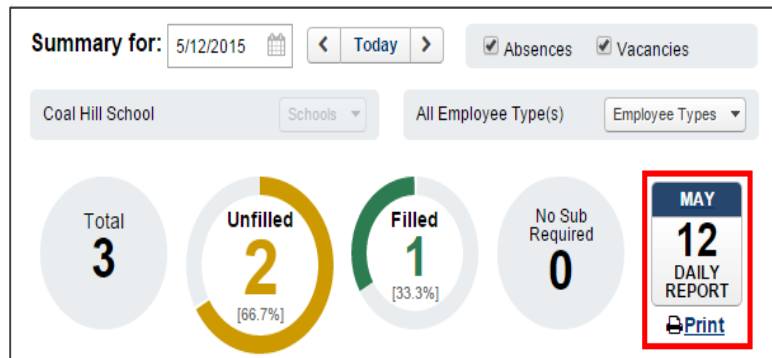 Summary for: 5/12/2015 Today Absences Vacancies
Coal Hill School Schools All Employee Type(s) Employee Types
Total
3
Unfilled
2
[66.7%]
Filled
1
[33.3%]
No Sub
Required
0
MAY
12
DAILY
REPORT
Print